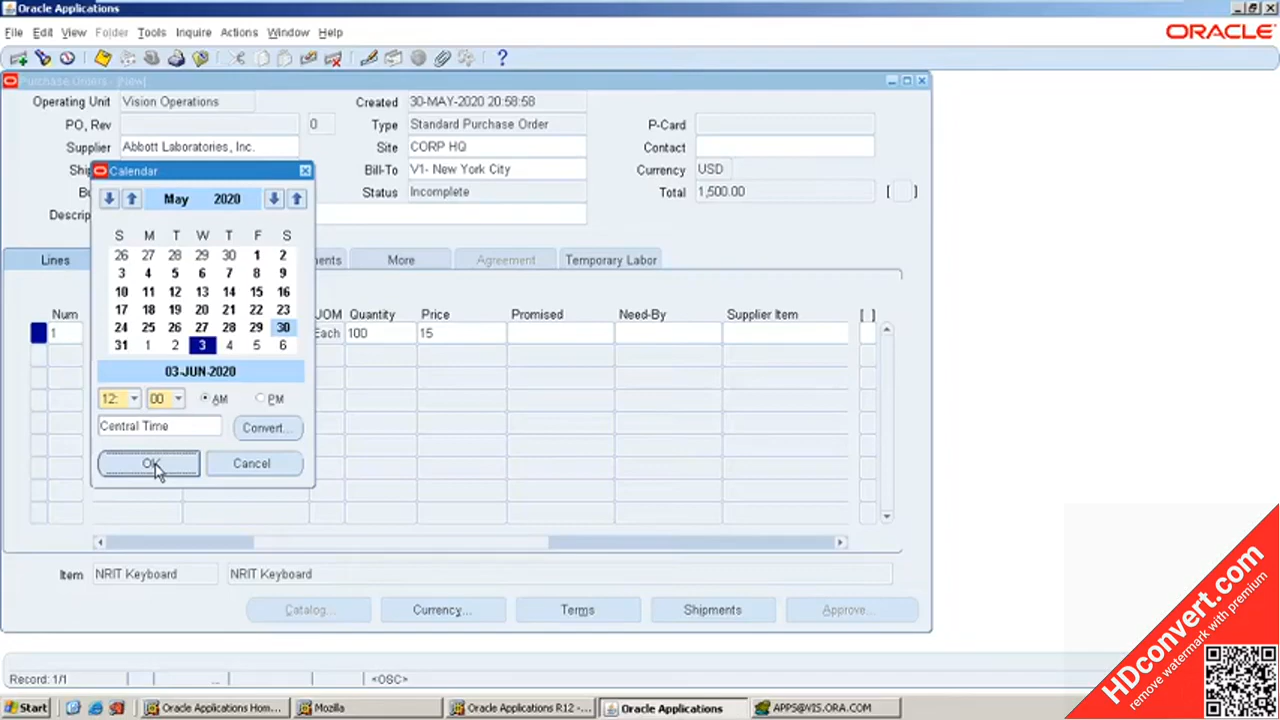 Oracle Applications
File Edit View Folder Tools Inquire Actions Window Help
ORACLE
Purchase Orders - [New]
Operating Unit Vision Operations Created 30-MAY-2020 20:58:58
PO, Rev 0 Type Standard Purchase Order P-Card
Supplier Abbott Laboratories, Inc. Site CORP HQ Contact
Bill-To V1- New York City Currency USD
Status Incomplete Total 1,500.00 [ ]
Calendar
May 2020
S M T W T F S
26 27 28 29 30 1 2
3 4 5 6 7 8 9
10 11 12 13 14 15 16
17 18 19 20 21 22 23
24 25 26 27 28 29 30
31 1 2 3 4 5 6
03-JUN-2020
12: 00 AM PM
Central Time Convert...
OK Cancel
Lines More Agreement Temporary Labor
Num UOM Quantity Price Promised Need-By Supplier Item [ ]
1 Each 100 15
Item NRIT Keyboard NRIT Keyboard
Catalog... Currency... Terms Shipments Approve...
Record: 1/1 ... <OSC>
Start Oracle Applications Hom... Mozilla Oracle Applications R12 -... Oracle Applications APPS@VIS.ORA.COM
HDconvert.com
remove watermark with premium